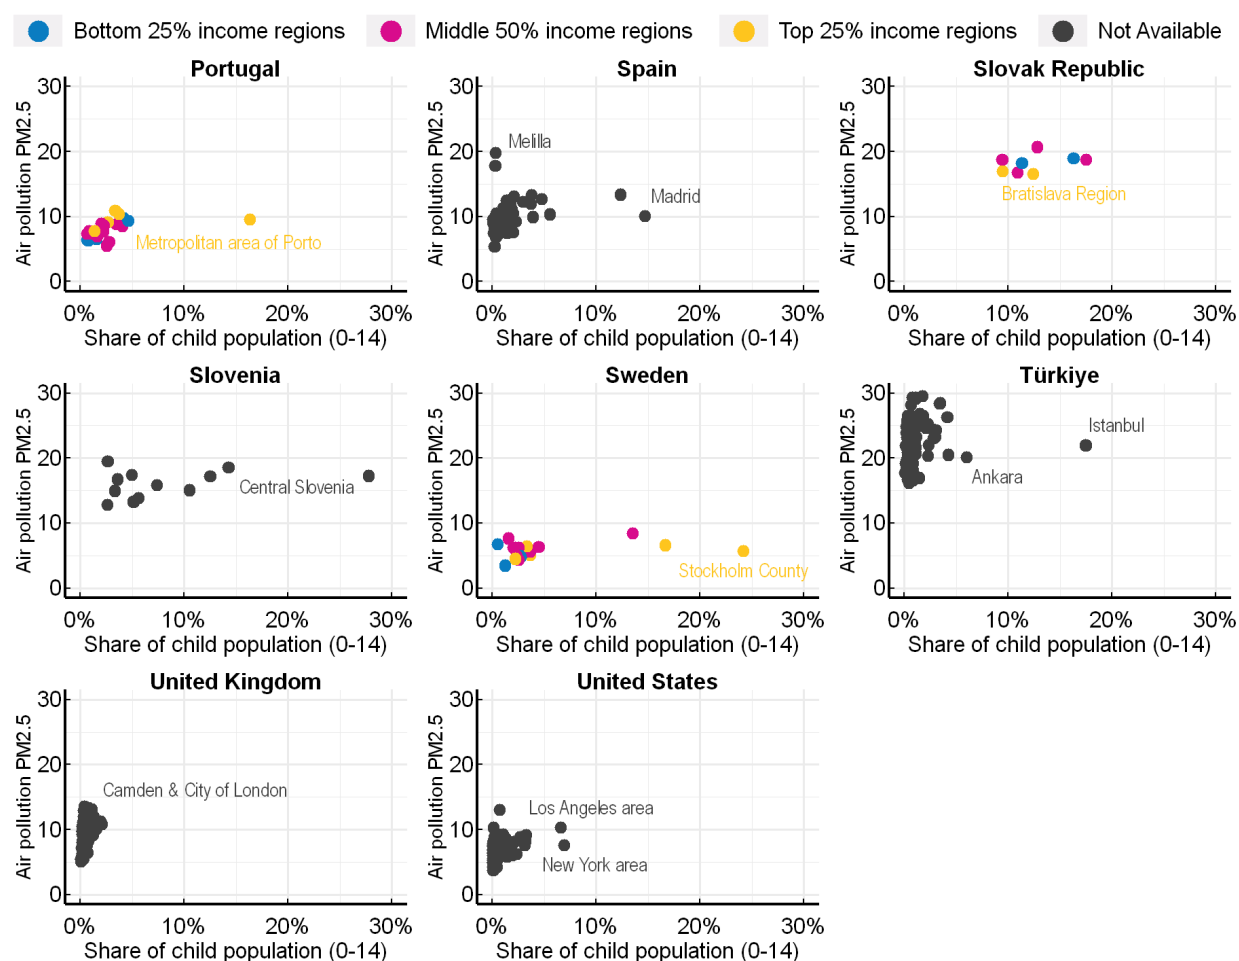 Bottom 25% income regions Middle 50% income regions Top 25% income regions Not Available
Portugal Spain Slovak Republic
Air pollution PM2.5
30
20
10
0
Metropolitan area of Porto
0% 10% 20% 30%
Share of child population (0-14)
Air pollution PM2.5
30
20
10
0
Melilla
Madrid
0% 10% 20% 30%
Share of child population (0-14)
Air pollution PM2.5
30
20
10
0
Bratislava Region
0% 10% 20% 30%
Share of child population (0-14)
Slovenia Sweden Türkiye
Air pollution PM2.5
30
20
10
0
Central Slovenia
0% 10% 20% 30%
Share of child population (0-14)
Air pollution PM2.5
30
20
10
0
Stockholm County
0% 10% 20% 30%
Share of child population (0-14)
Air pollution PM2.5
30
20
10
0
Istanbul
Ankara
0% 10% 20% 30%
Share of child population (0-14)
United Kingdom United States
Air pollution PM2.5
30
20
10
0
Camden & City of London
0% 10% 20% 30%
Share of child population (0-14)
Air pollution PM2.5
30
20
10
0
Los Angeles area
New York area
0% 10% 20% 30%
Share of child population (0-14)